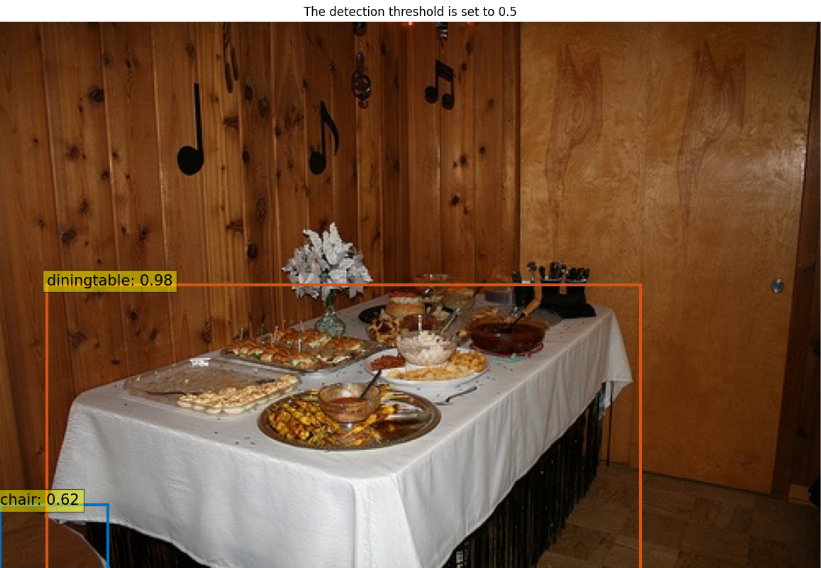 The detection threshold is set to 0.5
diningtable: 0.98
chair: 0.62